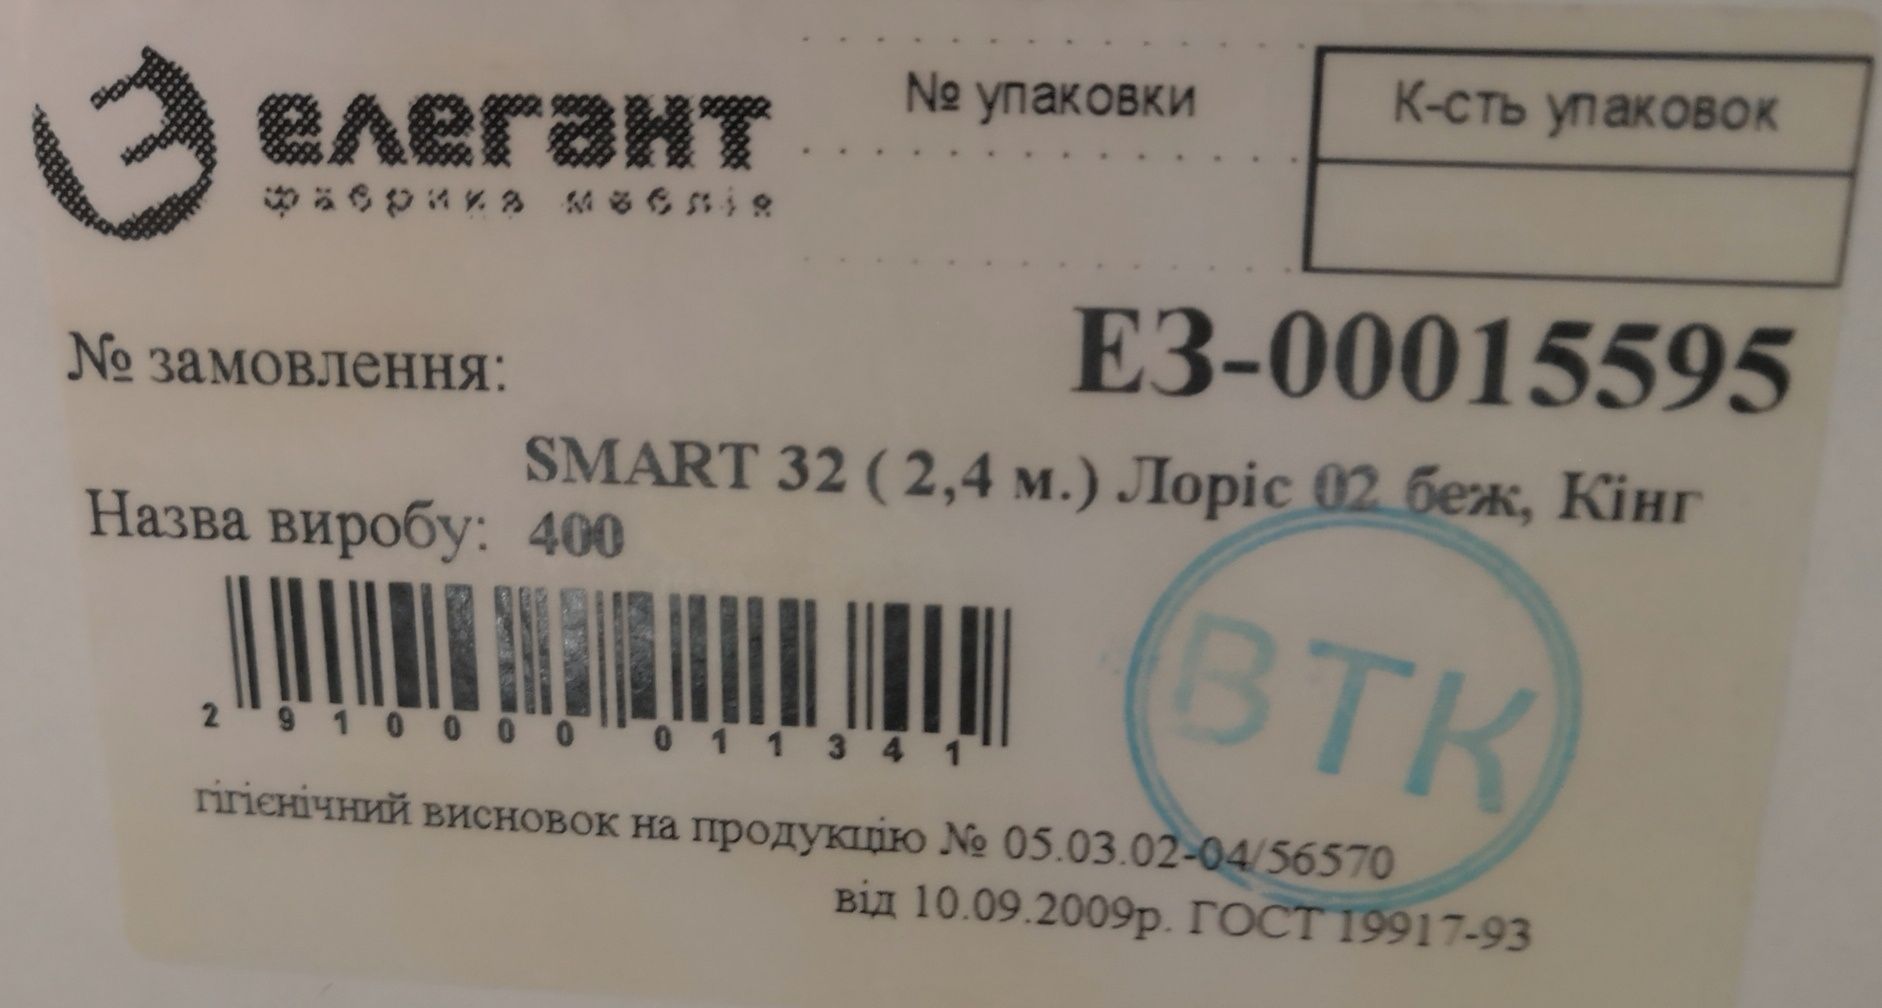 елегант
фабрика меблів
№ упаковки
К-сть упаковок
№ замовлення:
ЕЗ-00015595
SMART 32 ( 2,4 м.) Лоріс 02 беж, Кінг
Назва виробу: 400
2 910000 011341
ВТК
гігієнічний висновок на продукцію № 05.03.02-04/56570
від 10.09.2009р. ГОСТ 19917-93